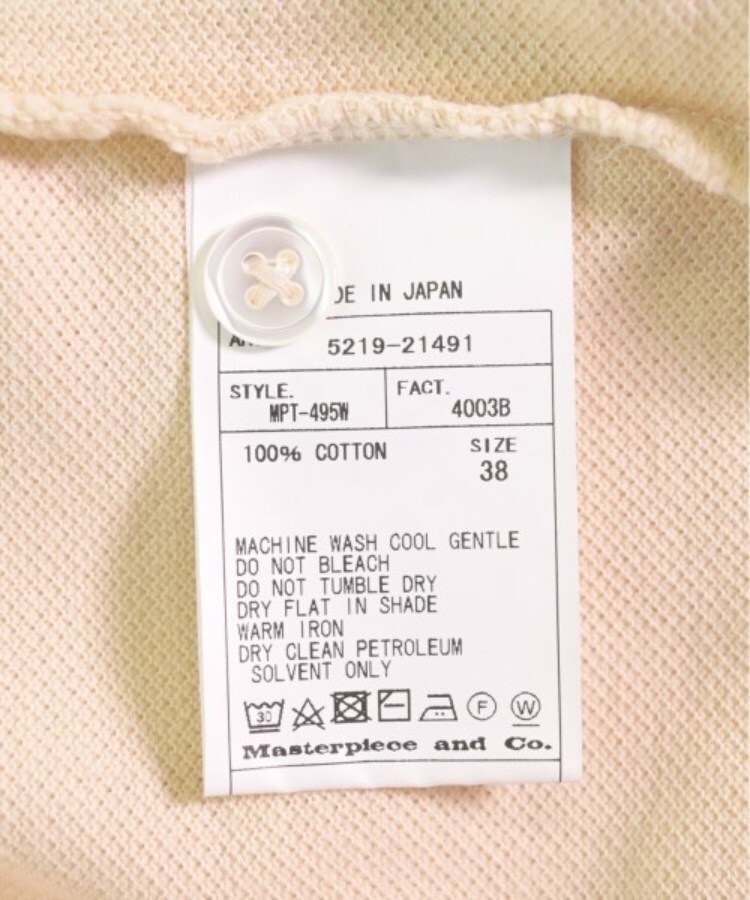 DE IN JAPAN
5219-21491
STYLE. FACT.
MPT-495W 4003B
100% COTTON SIZE
38
MACHINE WASH COOL GENTLE
DO NOT BLEACH
DO NOT TUMBLE DRY
DRY FLAT IN SHADE
WARM IRON
DRY CLEAN PETROLEUM
SOLVENT ONLY
30 F W
Masterpiece and Co.